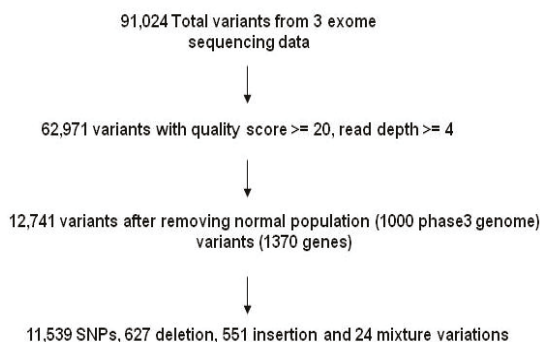 91,024 Total variants from 3 exome
sequencing data
62,971 variants with quality score >= 20, read depth >= 4
12,741 variants after removing normal population (1000 phase3 genome)
variants (1370 genes)
11,539 SNPs, 627 deletion, 551 insertion and 24 mixture variations